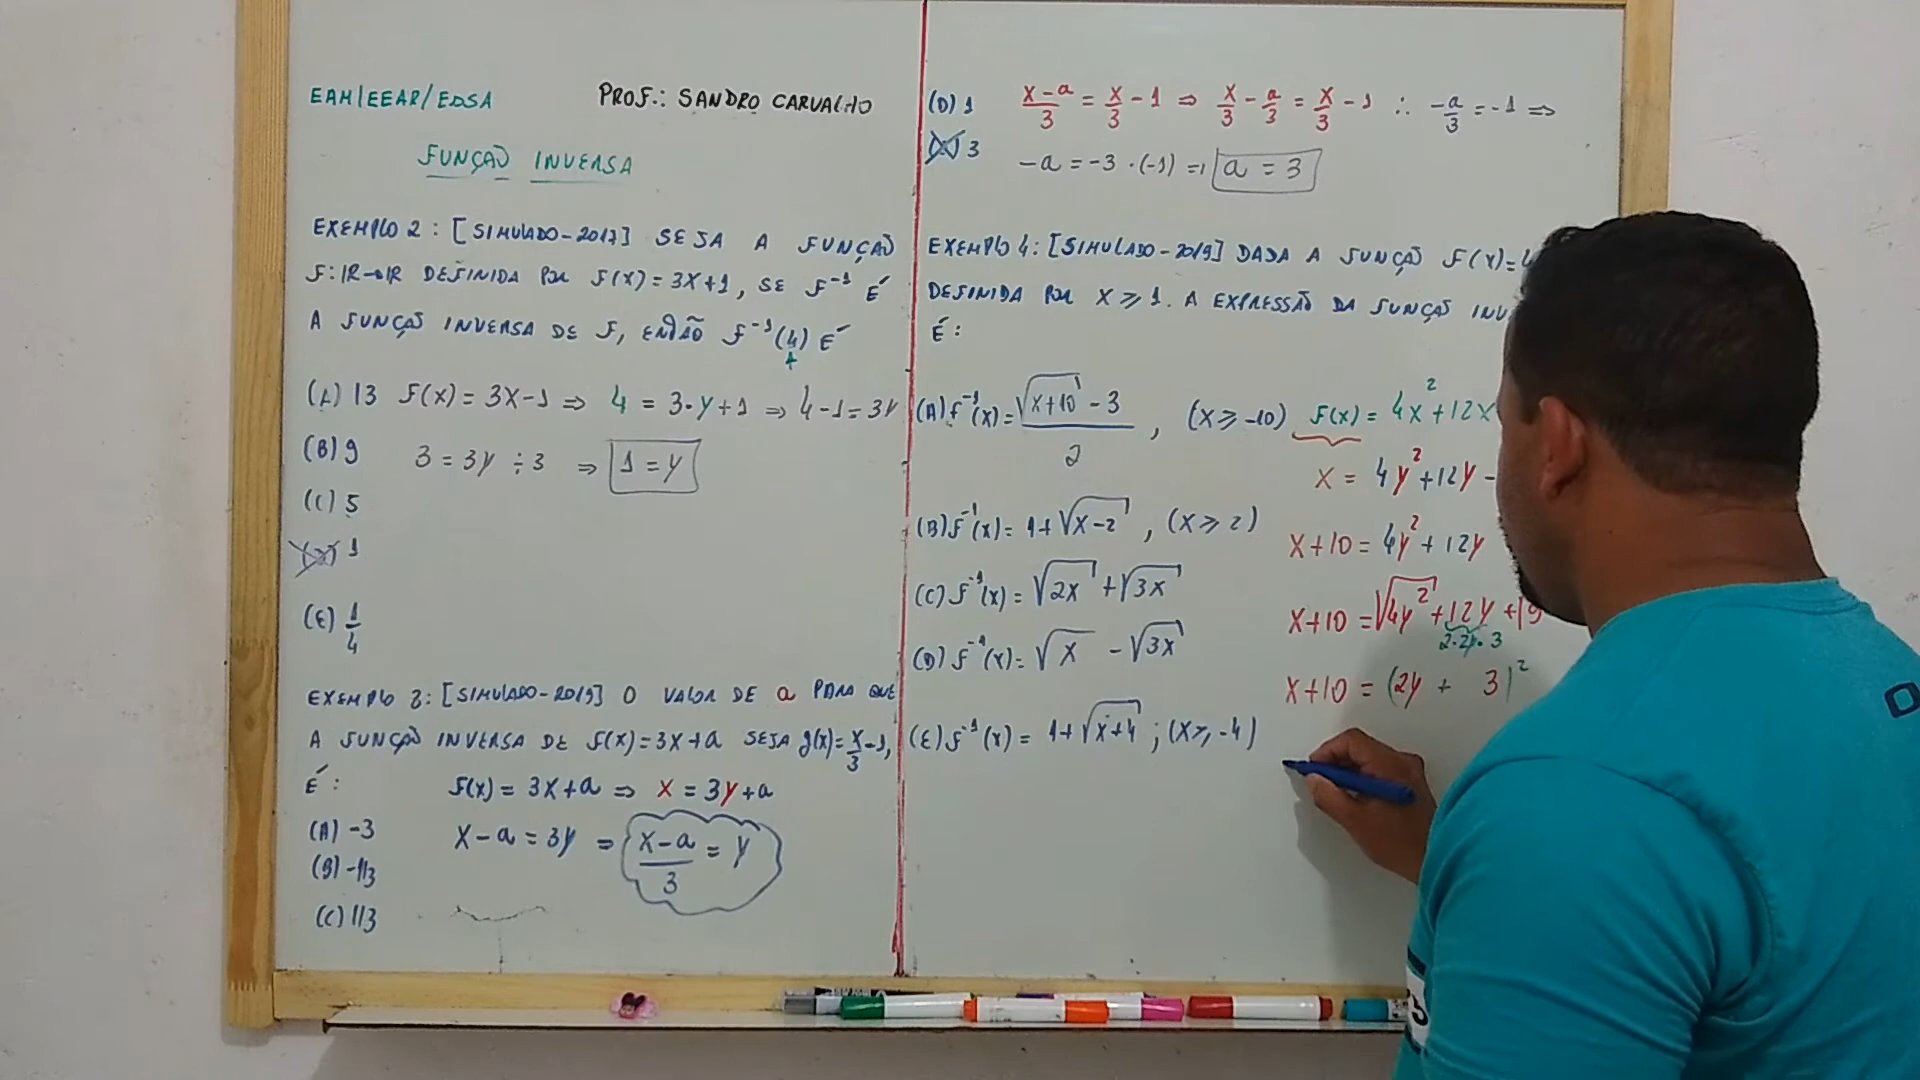 EAM/EEAR/EDSA
PROF.: SANDRO CARVALHO
FUNÇÃO INVERSA
EXEMPLO 2: [SIMULADO-2017] SEJA A FUNÇÃO
F: IR→IR DEFINIDA POR F(X)=3X+1, SE F⁻¹ É
A FUNÇÃO INVERSA DE F, ENTÃO F⁻¹(4) É
(A) 13 F(X) = 3X-1 ⇒ 4 = 3·Y+1 ⇒ 4-1=3Y
(B) 9 3 = 3Y ÷3 ⇒ 1 = Y
(C) 5
1
(E) 1/4
EXEMPLO 3: [SIMULADO-2019] O VALOR DE a PARA QUE
A FUNÇÃO INVERSA DE F(X)=3X+a SEJA g(X)=X/3-1,
É: F(X) = 3X+a ⇒ X = 3Y+a
(A) -3 X-a = 3Y ⇒ (X-a)/3 = Y
(B) -1/3
(C) 1/3
(D) 1 (X-a)/3 = X/3 - 1 ⇒ X/3 - a/3 = X/3 - 1 ∴ -a/3 = -1 ⇒
3 -a = -3 ·(-1) ⇒ a = 3
EXEMPLO 4: [SIMULADO-2019] DADA A FUNÇÃO F(X)=4
DEFINIDA POR X ⩾ 1. A EXPRESSÃO DA FUNÇÃO INV
É:
(A) F⁻¹(X) = (√(X+10) - 3)/2 , (X ⩾ -10)
(B) F⁻¹(X) = 1+√(X-2) , (X ⩾ 2)
(C) F⁻¹(X) = √(2X) + √(3X)
(D) F⁻¹(X) = √X - √(3X)
(E) F⁻¹(X) = 1+√(X+4) ; (X ⩾ -4)
F(X) = 4X²+12X
X = 4Y²+12Y -
X+10 = 4Y²+12Y
X+10 = √4Y²+12Y+√9
2·2Y·3
X+10 = (2Y + 3)²